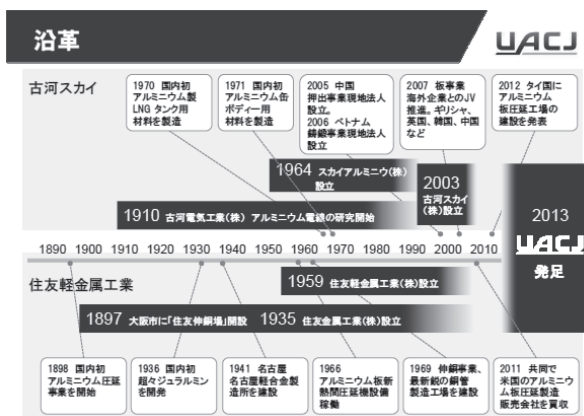 沿革
UACJ
古河スカイ
1970 国内初
アルミニウム製
LNG タンク用
材料を製造
1971 国内初
アルミニウム缶
ボディー用
材料を製造
2005 中国
押出事業現地法人
設立。
2006 ベトナム
鋳鍛事業現地法人
設立
2007 板事業
海外企業とのJV
推進。ギリシャ、
英国、韓国、中国
など
2012 タイ国に
アルミニウム
板圧延工場の
建設を発表
1964 スカイアルミニウ(株)
設立
2003
古河スカイ
(株)設立
1910 古河電気工業(株) アルミニウム電線の研究開始
2013
UACJ
発足
1890 1900 1910 1920 1930 1940 1950 1960 1970 1980 1990 2000 2010
住友軽金属工業
1959 住友軽金属工業(株)設立
1897 大阪市に「住友伸銅場」開設 1935 住友金属工業(株)設立
1898 国内初
アルミニウム圧延
事業を開始
1936 国内初
超々ジュラルミン
を開発
1941 名古屋
名古屋軽合金製
造所を建設
1966
アルミニウム板新
熱間圧延機設備
稼働
1969 伸銅事業、
最新鋭の銅管
製造工場を建設
2011 共同で
米国のアルミニウ
ム板圧延製造
販売会社を買収